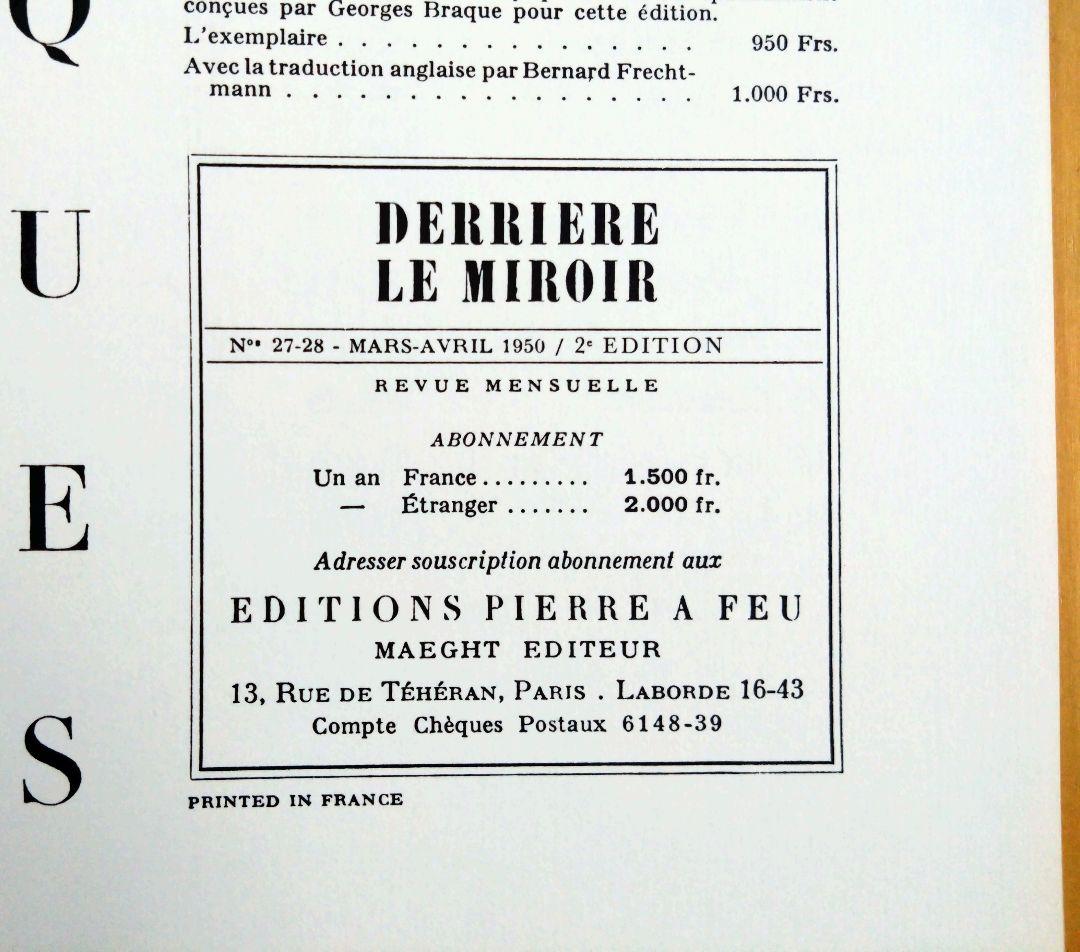 conçues par Georges Braque pour cette édition.
L'exemplaire . . . . . . . . . . . . . . . 950 Frs.
Avec la traduction anglaise par Bernard Frecht-
mann . . . . . . . . . . . . . . . . . 1.000 Frs.
Q
U
E
S
DERRIERE
LE MIROIR
Nos 27-28 - MARS-AVRIL 1950 / 2e EDITION
REVUE MENSUELLE
ABONNEMENT
Un an France ......... 1.500 fr.
— Étranger ....... 2.000 fr.
Adresser souscription abonnement aux
EDITIONS PIERRE A FEU
MAEGHT EDITEUR
13, RUE DE TÉHÉRAN, PARIS . LABORDE 16-43
Compte Chèques Postaux 6148-39
PRINTED IN FRANCE